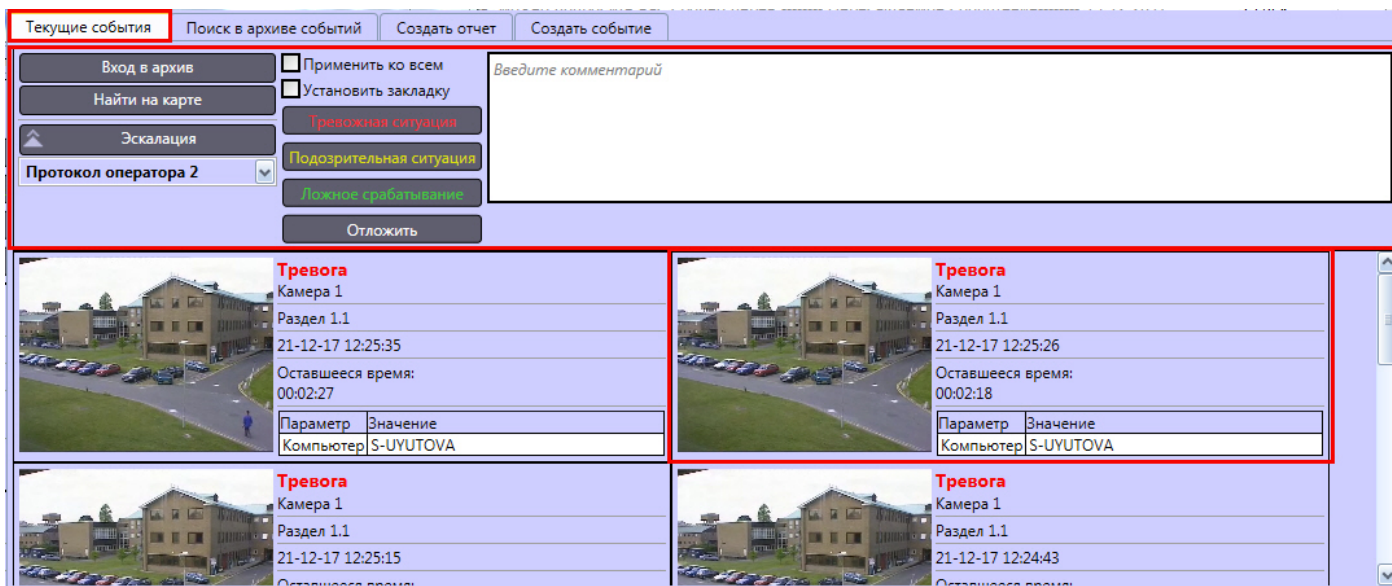 Текущие события Поиск в архиве событий Создать отчет Создать событие
Вход в архив
Найти на карте
Эскалация
Протокол оператора 2
Применить ко всем
Установить закладку
Тревожная ситуация
Подозрительная ситуация
Ложное срабатывание
Отложить
Введите комментарий
Тревога
Камера 1
Раздел 1.1
21-12-17 12:25:35
Оставшееся время:
00:02:27
Параметр Значение
Компьютер S-UYUTOVA
Тревога
Камера 1
Раздел 1.1
21-12-17 12:25:26
Оставшееся время:
00:02:18
Параметр Значение
Компьютер S-UYUTOVA
Тревога
Камера 1
Раздел 1.1
21-12-17 12:25:15
Оставшееся время:
Тревога
Камера 1
Раздел 1.1
21-12-17 12:24:43
Оставшееся время: